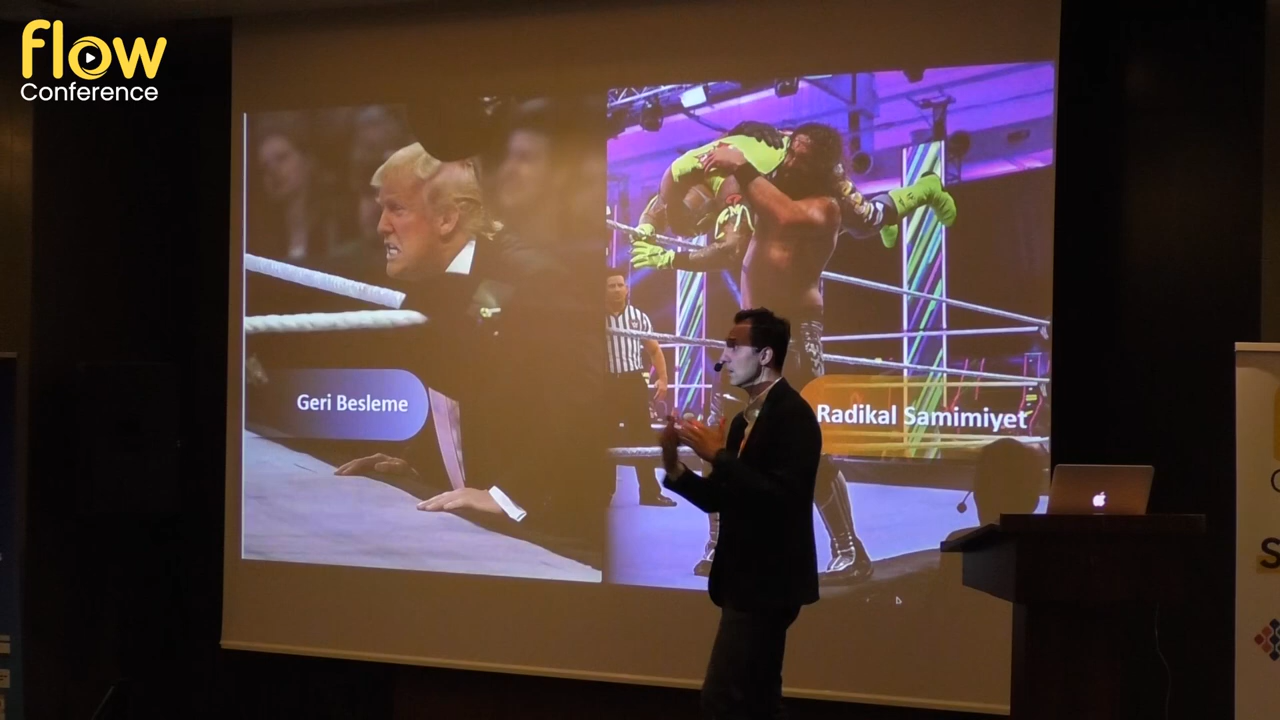 flow
Conference
Geri Besleme
Radikal Samimiyet
S